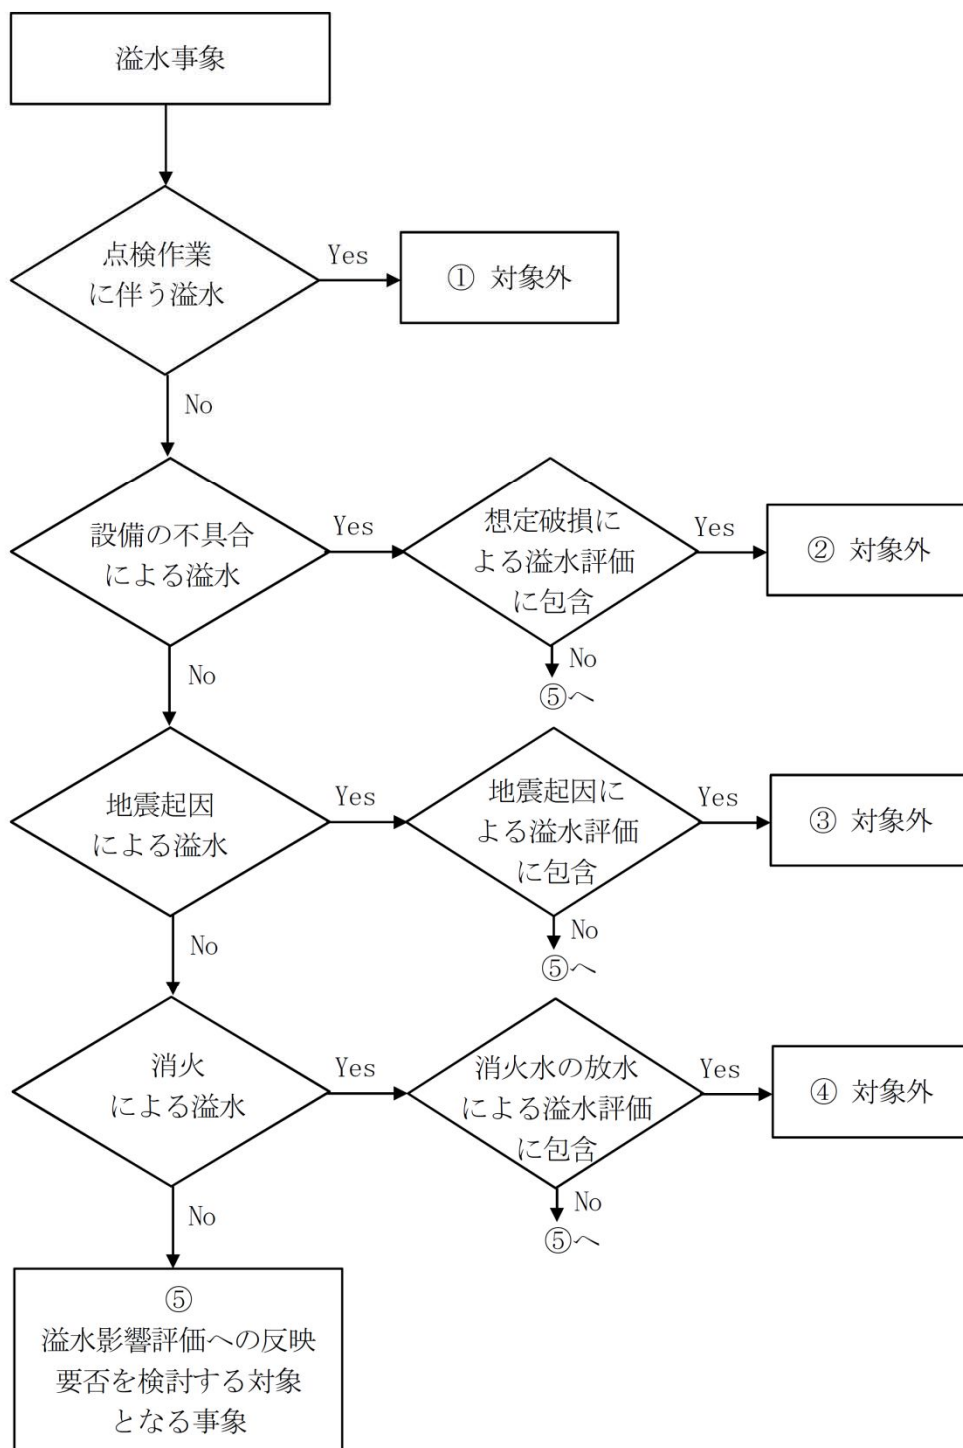 溢水事象
点検作業
に伴う溢水
Yes
① 対象外
No
設備の不具合
による溢水
Yes
想定破損に
よる溢水評価
に包含
Yes
② 対象外
No
⑤へ
No
地震起因
による溢水
Yes
地震起因に
よる溢水評価
に包含
Yes
③ 対象外
No
⑤へ
No
消火
による溢水
Yes
消火水の放水
による溢水評価
に包含
Yes
④ 対象外
No
⑤へ
No
⑤
溢水影響評価への反映
要否を検討する対象
となる事象